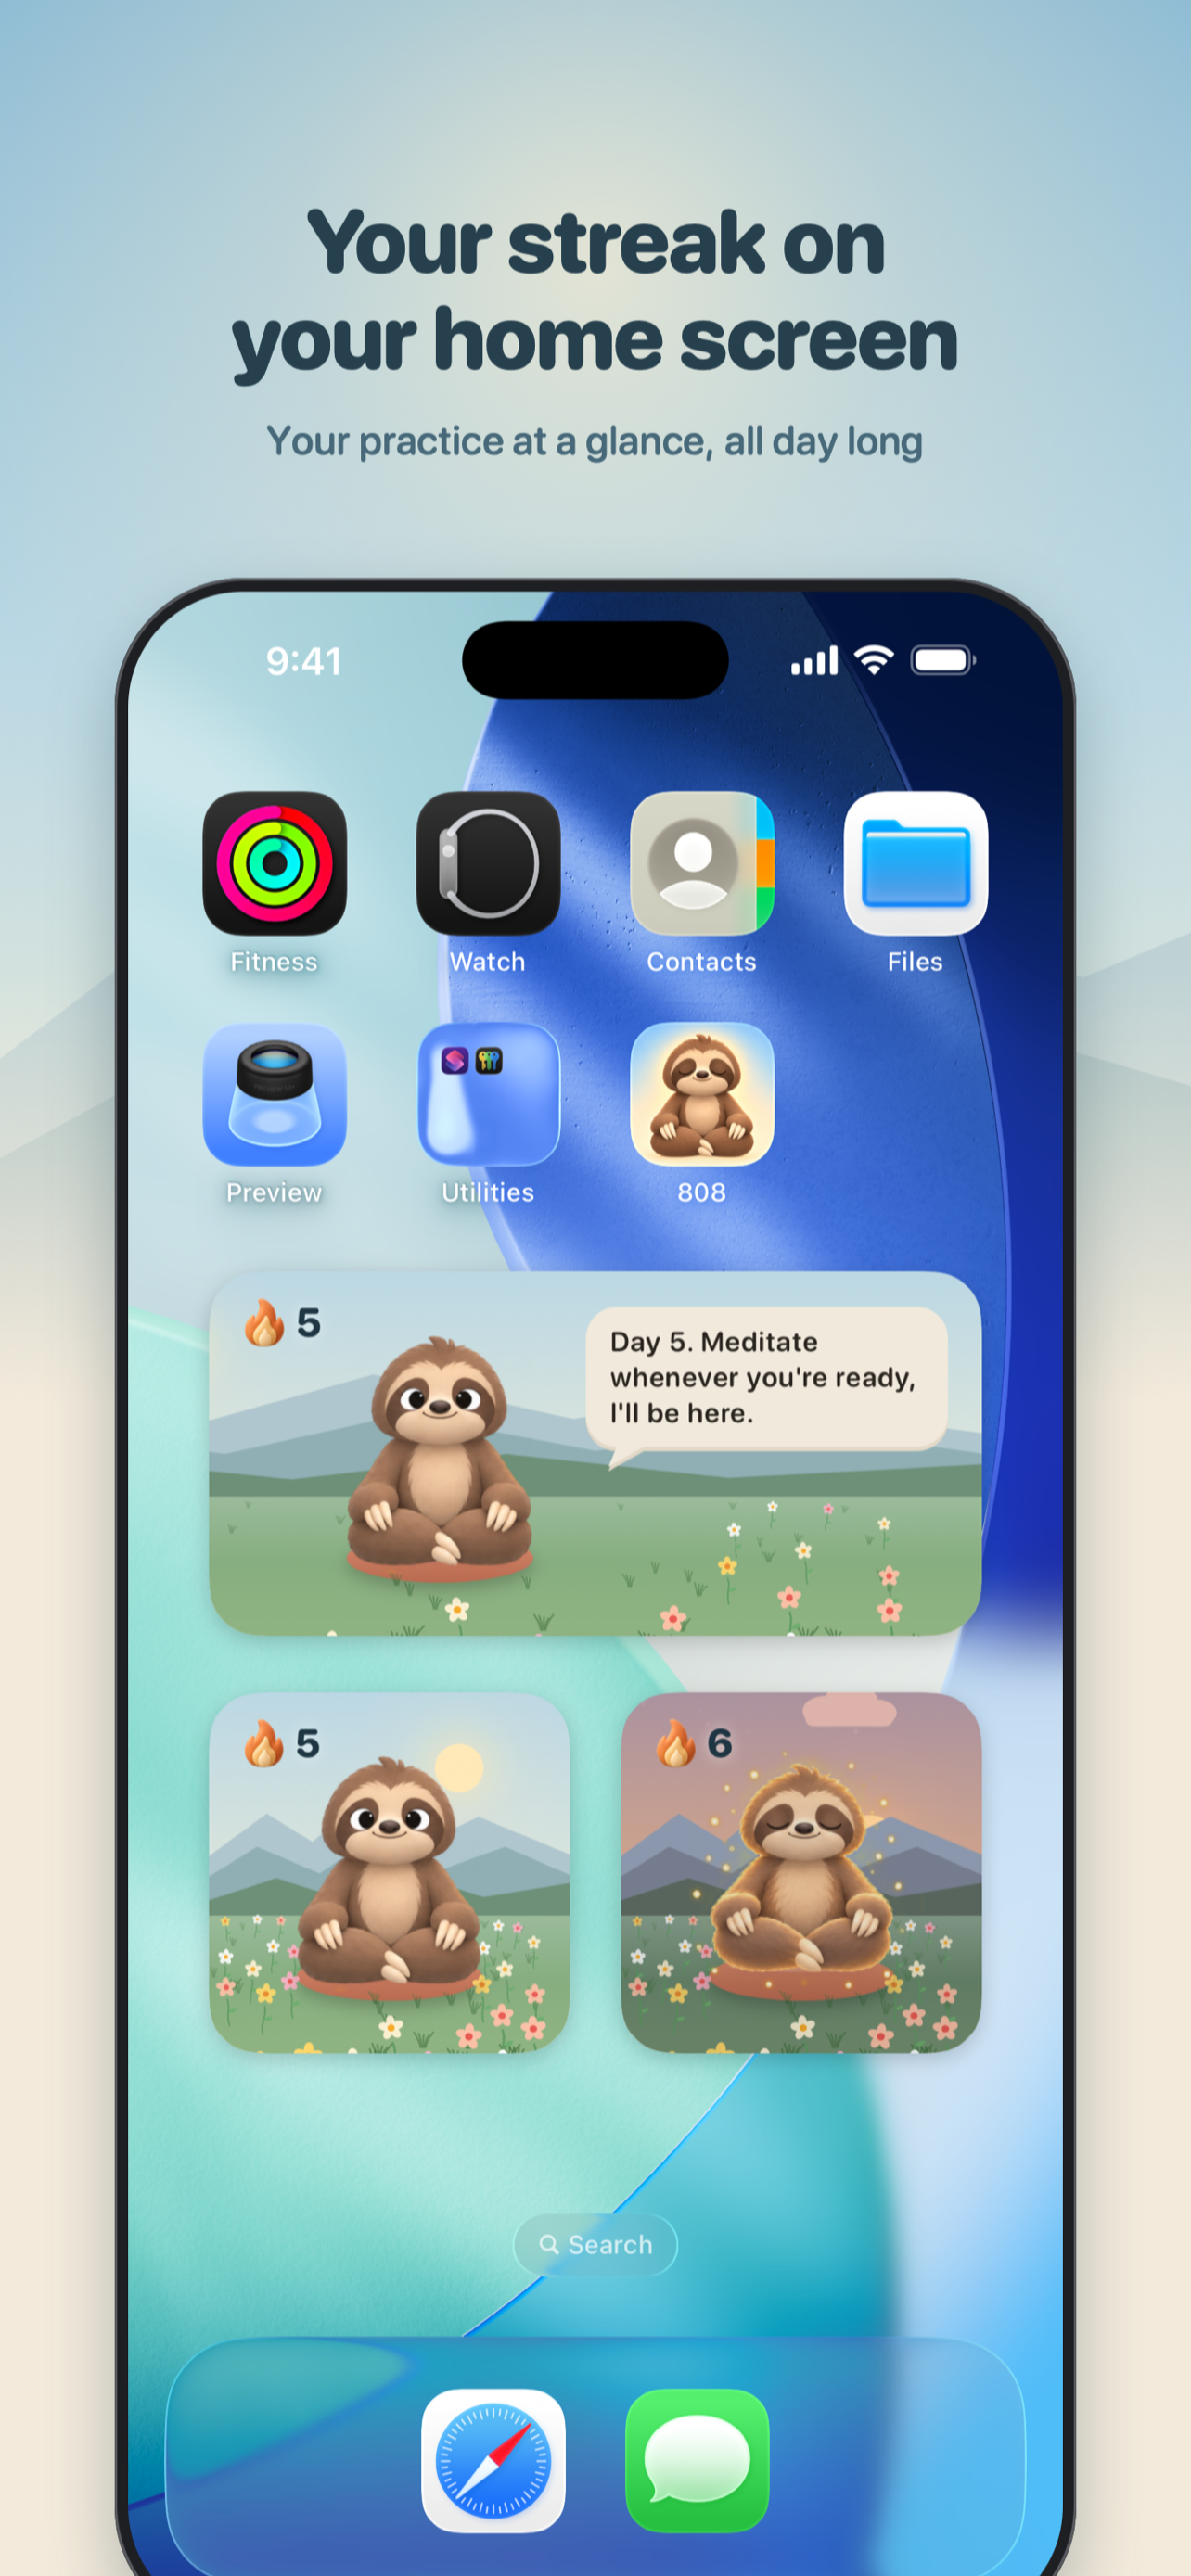 Your streak on
your home screen
Your practice at a glance, all day long
9:41
Fitness
Watch
Contacts
Files
Preview
Utilities
808
5
Day 5. Meditate
whenever you're ready,
I'll be here.
5
6
Search